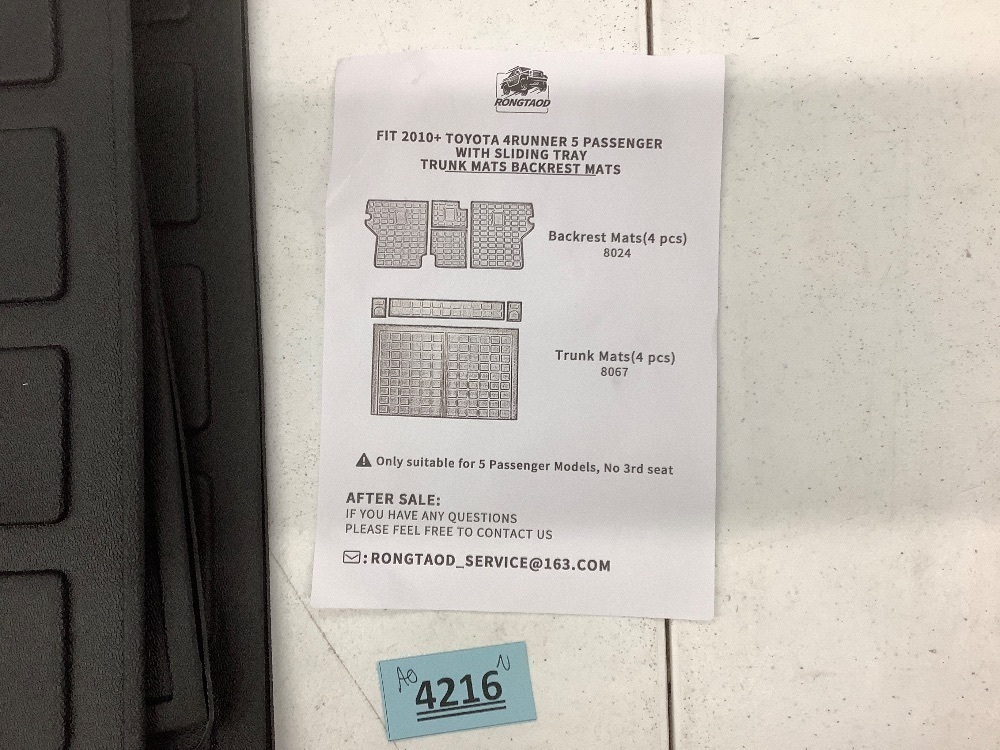 RONGTAOD
FIT 2010+ TOYOTA 4RUNNER 5 PASSENGER
WITH SLIDING TRAY
TRUNK MATS BACKREST MATS
Backrest Mats(4 pcs)
8024
Trunk Mats(4 pcs)
8067
Only suitable for 5 Passenger Models, No 3rd seat
AFTER SALE:
IF YOU HAVE ANY QUESTIONS
PLEASE FEEL FREE TO CONTACT US
:RONGTAOD_SERVICE@163.COM
AO N
4216